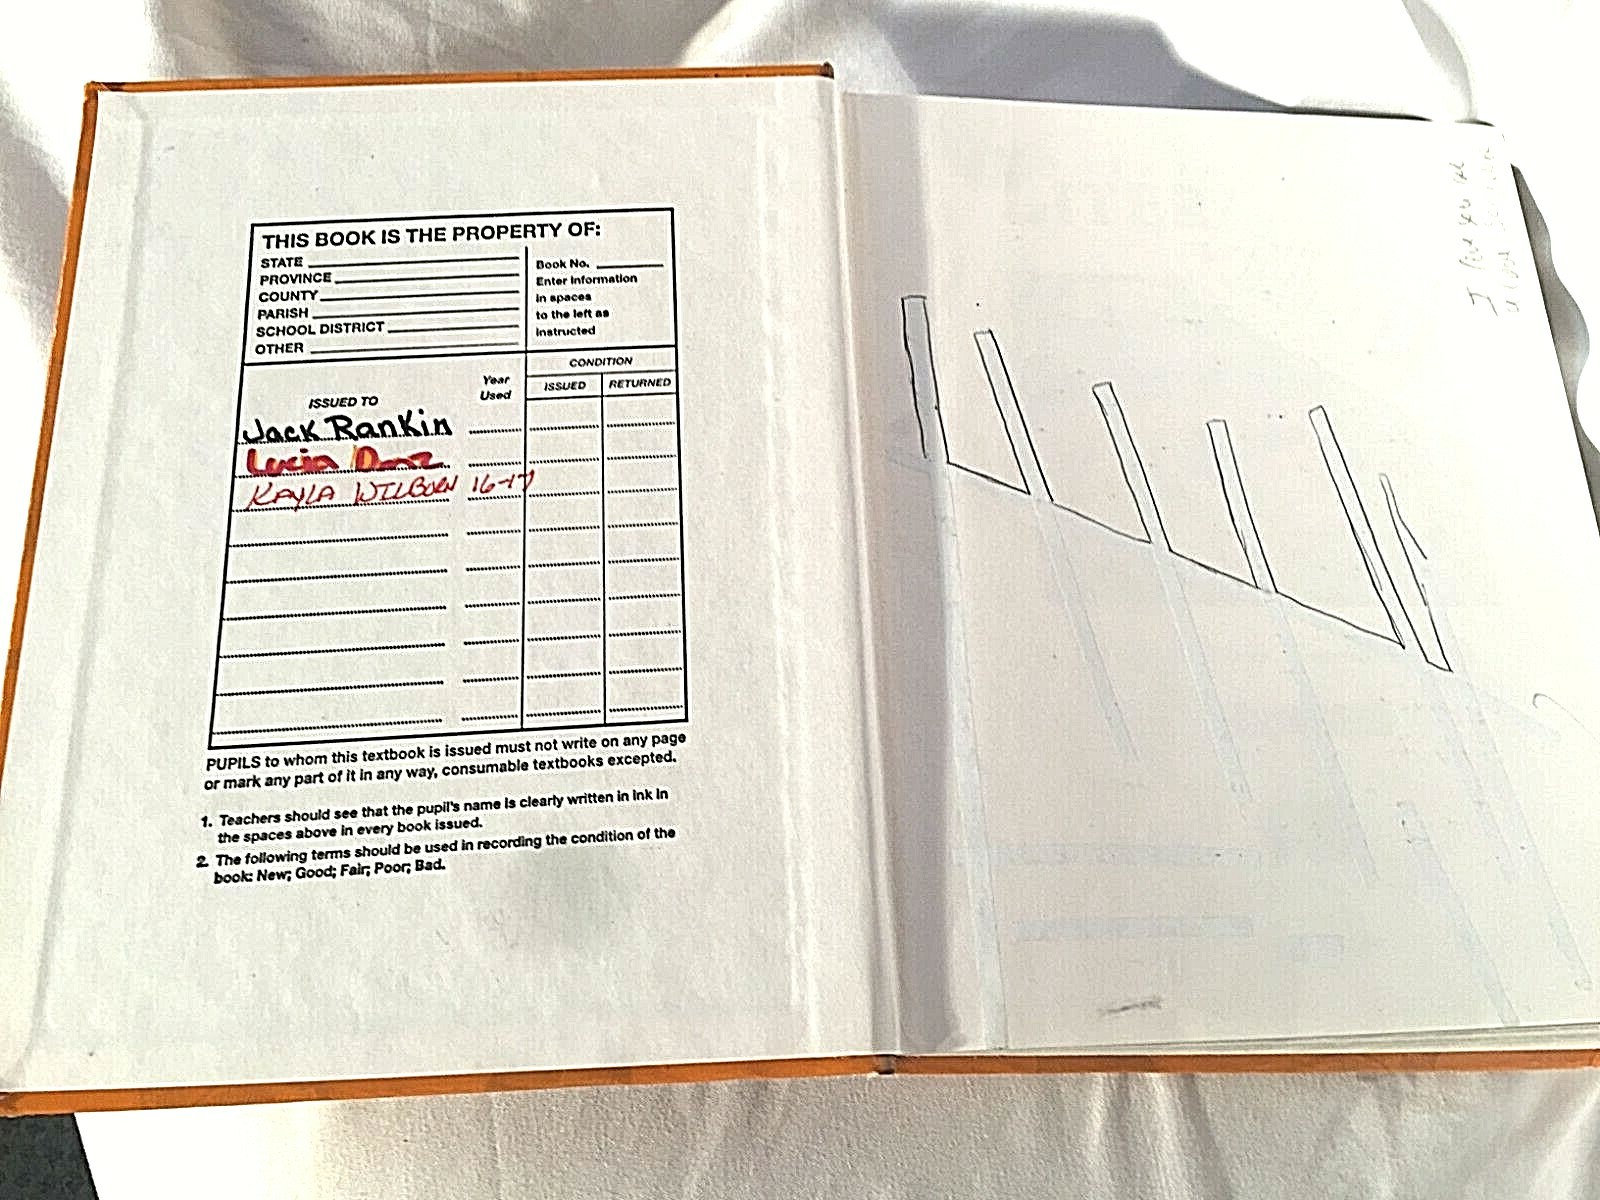 THIS BOOK IS THE PROPERTY OF:
STATE
PROVINCE
COUNTY
PARISH
SCHOOL DISTRICT
OTHER
Book No.
Enter information
in spaces
to the left as
instructed
ISSUED TO
Year
Used
CONDITION
ISSUED
RETURNED
Jack Rankin
Lucia
KAYLA WILBORN 16-17
PUPILS to whom this textbook is issued must not write on any page
or mark any part of it in any way, consumable textbooks excepted.
1. Teachers should see that the pupil's name is clearly written in ink in
the spaces above in every book issued.
2. The following terms should be used in recording the condition of the
book: New; Good; Fair; Poor; Bad.
I